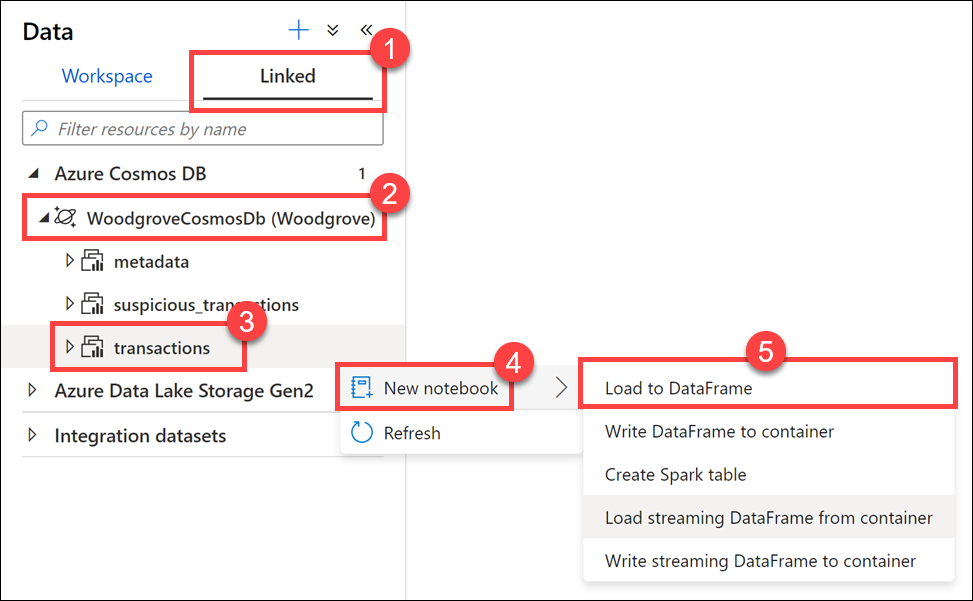 Data
1
Workspace
Linked
Filter resources by name
Azure Cosmos DB 1
2
WoodgroveCosmosDb (Woodgrove)
metadata
suspicious_transactions
3
transactions
Azure Data Lake Storage Gen2
Integration datasets
4
New notebook
Refresh
5
Load to DataFrame
Write DataFrame to container
Create Spark table
Load streaming DataFrame from container
Write streaming DataFrame to container